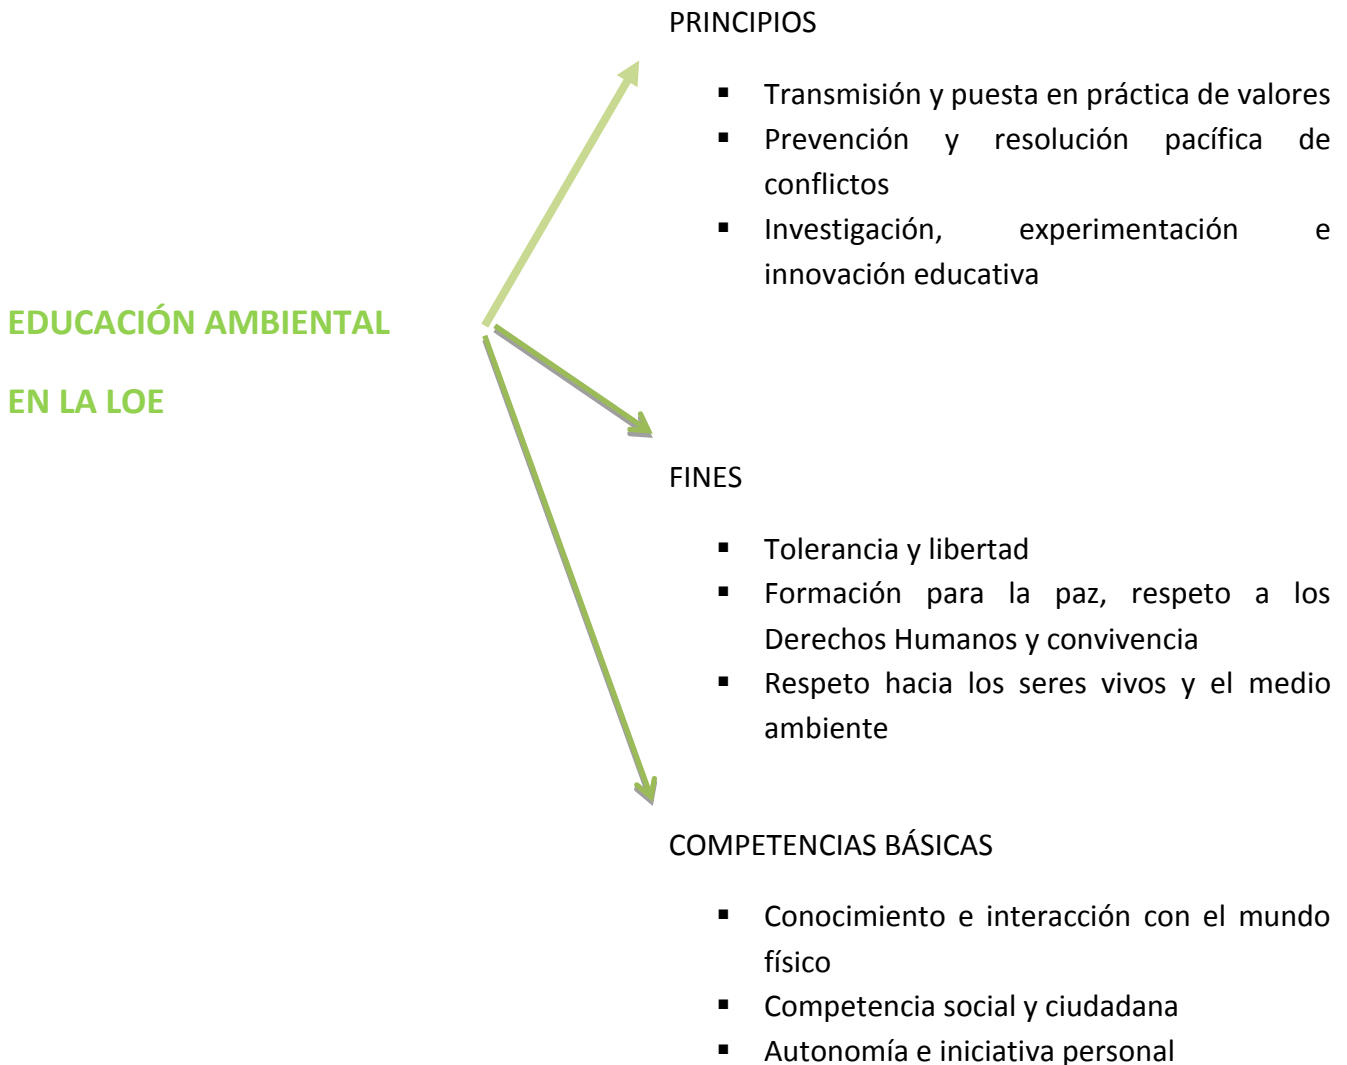 PRINCIPIOS
▪ Transmisión y puesta en práctica de valores
▪ Prevención y resolución pacífica de
conflictos
▪ Investigación, experimentación e
innovación educativa
EDUCACIÓN AMBIENTAL
EN LA LOE
FINES
▪ Tolerancia y libertad
▪ Formación para la paz, respeto a los
Derechos Humanos y convivencia
▪ Respeto hacia los seres vivos y el medio
ambiente
COMPETENCIAS BÁSICAS
▪ Conocimiento e interacción con el mundo
físico
▪ Competencia social y ciudadana
▪ Autonomía e iniciativa personal